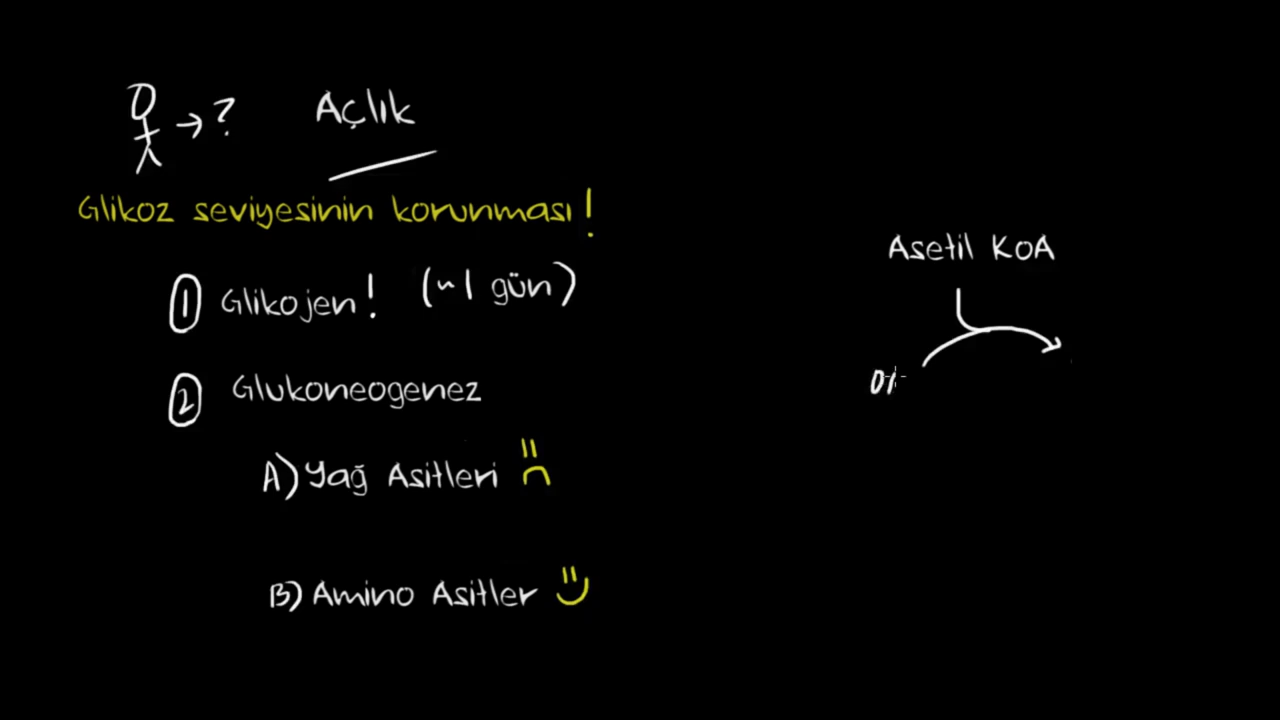 → ? Açlık
Glikoz seviyesinin korunması!
1 Glikojen! (~1 gün)
2 Glukoneogenez
A) Yağ Asitleri
B) Amino Asitler
Asetil KoA